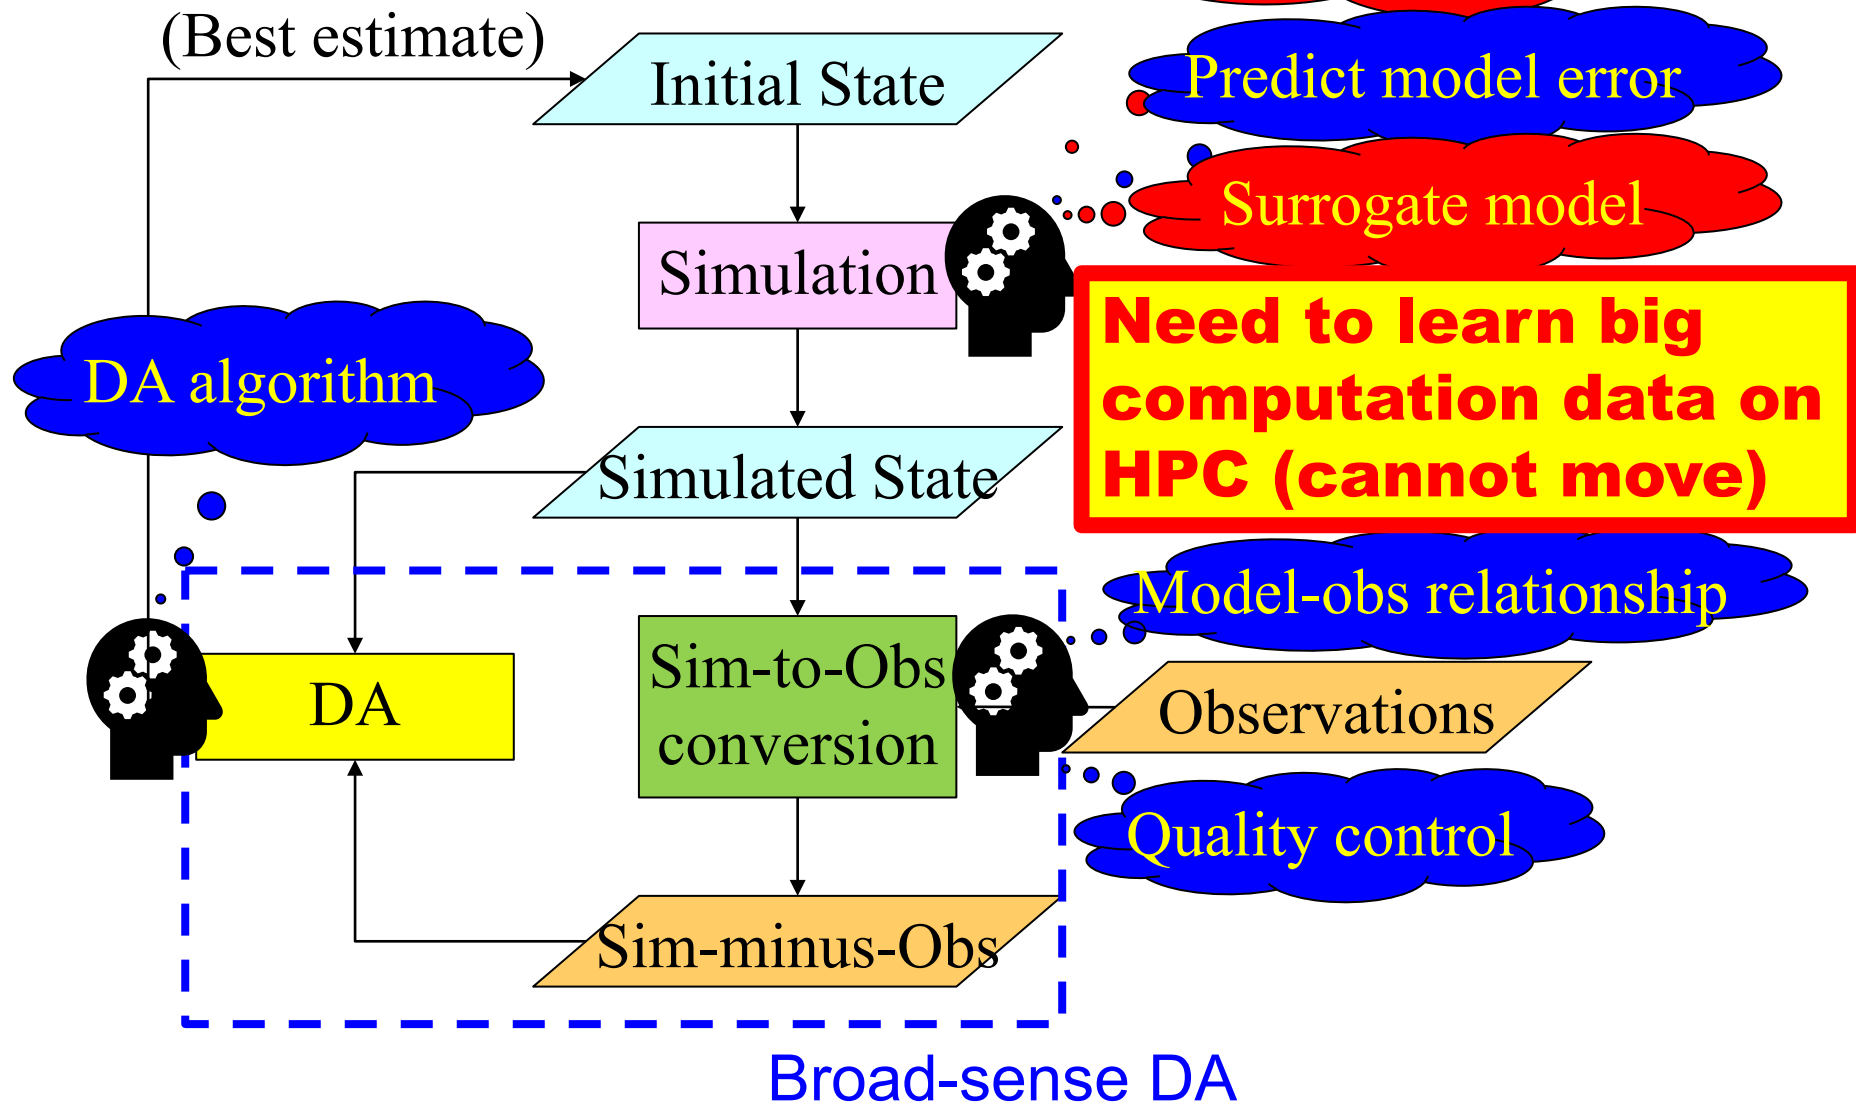 (Best estimate)
Initial State
Predict model error
Surrogate model
Simulation
Need to learn big
computation data on
HPC (cannot move)
DA algorithm
Simulated State
Model-obs relationship
Sim-to-Obs
conversion
DA
Observations
Quality control
Sim-minus-Obs
Broad-sense DA